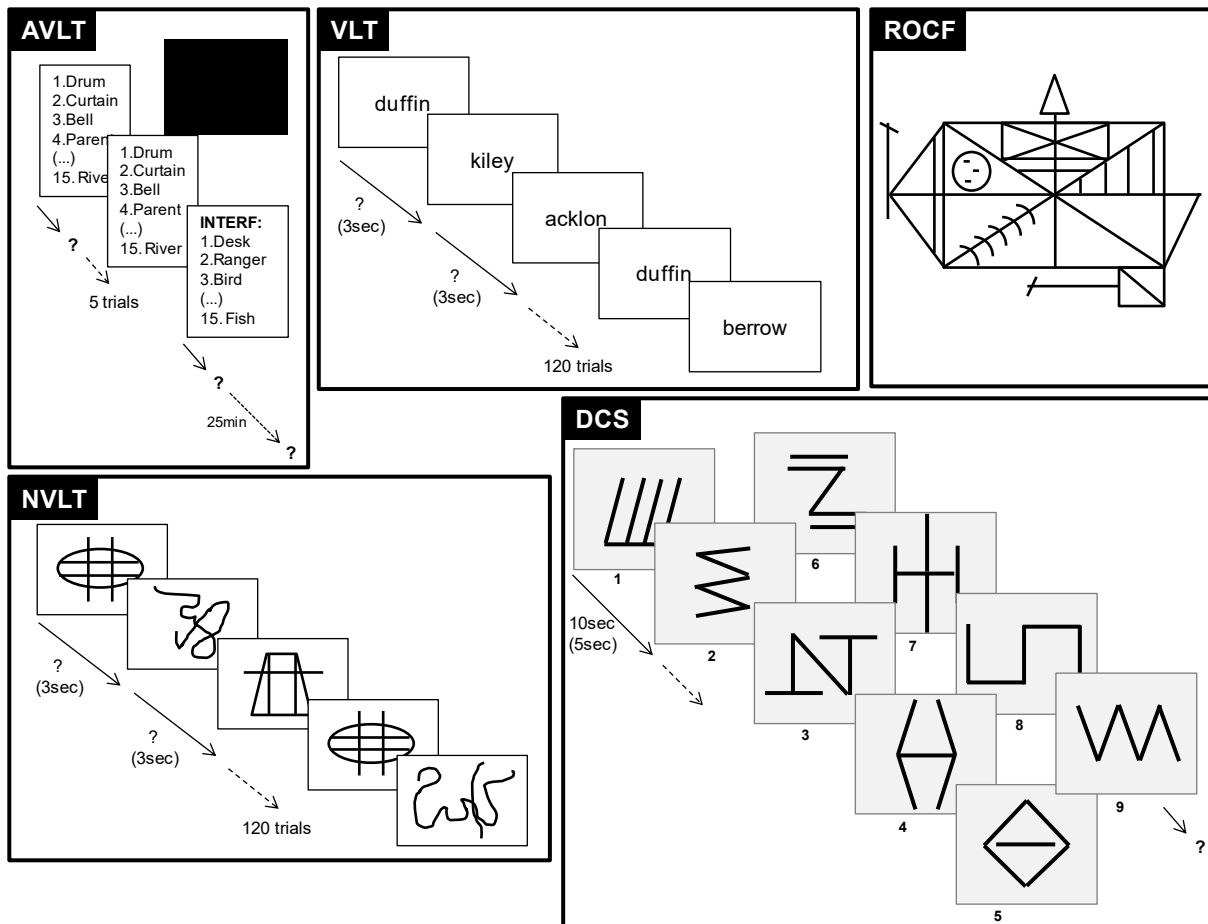 AVLT
1.Drum
2.Curtain
3.Bell
4.Parent
(...)
15. River
1.Drum
2.Curtain
3.Bell
4.Parent
(...)
15. River
INTERF:
1.Desk
2.Ranger
3.Bird
(...)
15. Fish
?
5 trials
?
25min
?
VLT
duffin
kiley
acklon
duffin
berrow
?
(3sec)
?
(3sec)
120 trials
ROCF
NVLT
?
(3sec)
?
(3sec)
120 trials
DCS
1
2
3
4
5
6
7
8
9
10sec
(5sec)
?